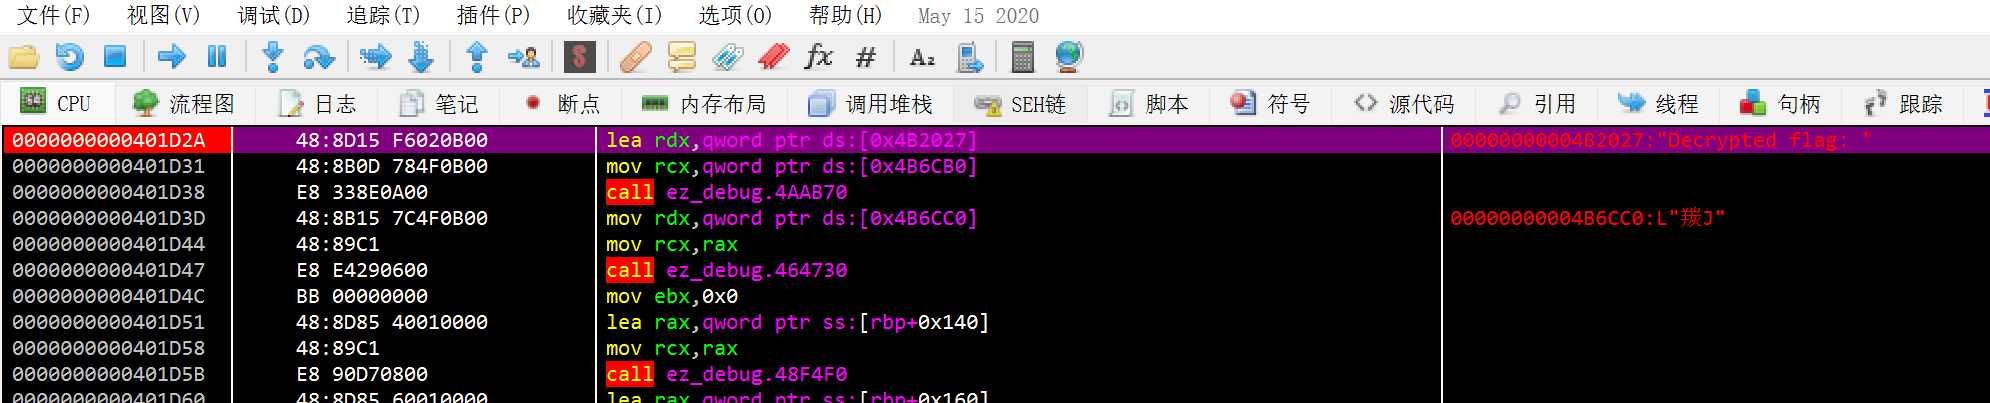 文件(F) 视图(V) 调试(D) 追踪(T) 插件(P) 收藏夹(I) 选项(O) 帮助(H) May 15 2020
S fx # Az
64 CPU 流程图 日志 笔记 断点 内存布局 调用堆栈 SEH链 脚本 符号 源代码 引用 线程 句柄 跟踪
0000000000401D2A 48:8D15 F6020B00 lea rdx,qword ptr ds:[0x4B2027] 00000000004B2027:"Decrypted flag: "
0000000000401D31 48:8B0D 784F0B00 mov rcx,qword ptr ds:[0x4B6CB0]
0000000000401D38 E8 338E0A00 call ez_debug.4AAB70
0000000000401D3D 48:8B15 7C4F0B00 mov rdx,qword ptr ds:[0x4B6CC0] 00000000004B6CC0:L"J"
0000000000401D44 48:89C1 mov rcx,rax
0000000000401D47 E8 E4290600 call ez_debug.464730
0000000000401D4C BB 00000000 mov ebx,0x0
0000000000401D51 48:8D85 40010000 lea rax,qword ptr ss:[rbp+0x140]
0000000000401D58 48:89C1 mov rcx,rax
0000000000401D5B E8 90D70800 call ez_debug.48F4F0
0000000000401D60 48:8D85 60010000 lea rax,qword ptr ss:[rbp+0x160]